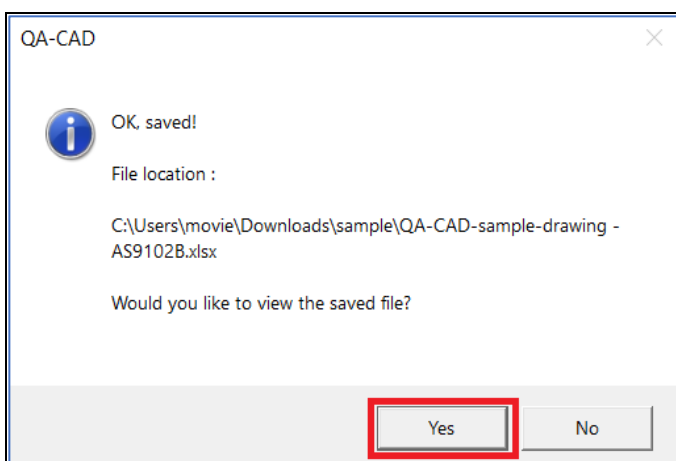 QA-CAD
OK, saved!
File location :
C:\Users\movie\Downloads\sample\QA-CAD-sample-drawing -
AS9102B.xlsx
Would you like to view the saved file?
Yes
No